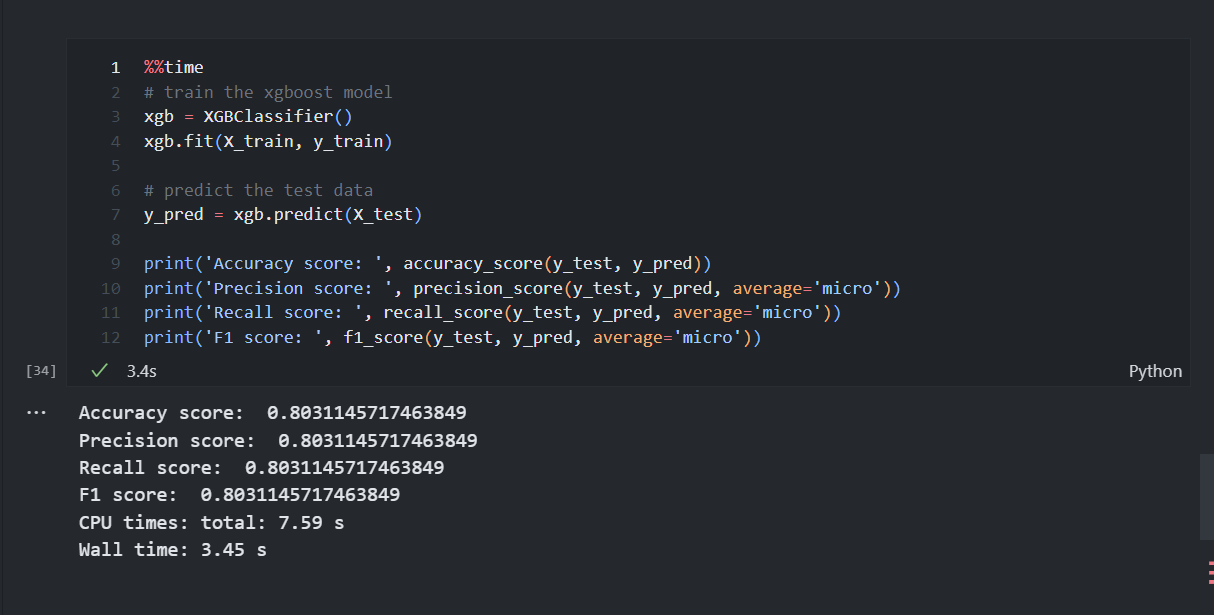 1 %%time
2 # train the xgboost model
3 xgb = XGBClassifier()
4 xgb.fit(X_train, y_train)
5
6 # predict the test data
7 y_pred = xgb.predict(X_test)
8
9 print('Accuracy score: ', accuracy_score(y_test, y_pred))
10 print('Precision score: ', precision_score(y_test, y_pred, average='micro'))
11 print('Recall score: ', recall_score(y_test, y_pred, average='micro'))
12 print('F1 score: ', f1_score(y_test, y_pred, average='micro'))
[34] ✓ 3.4s Python
... Accuracy score:  0.8031145717463849
Precision score:  0.8031145717463849
Recall score:  0.8031145717463849
F1 score:  0.8031145717463849
CPU times: total: 7.59 s
Wall time: 3.45 s